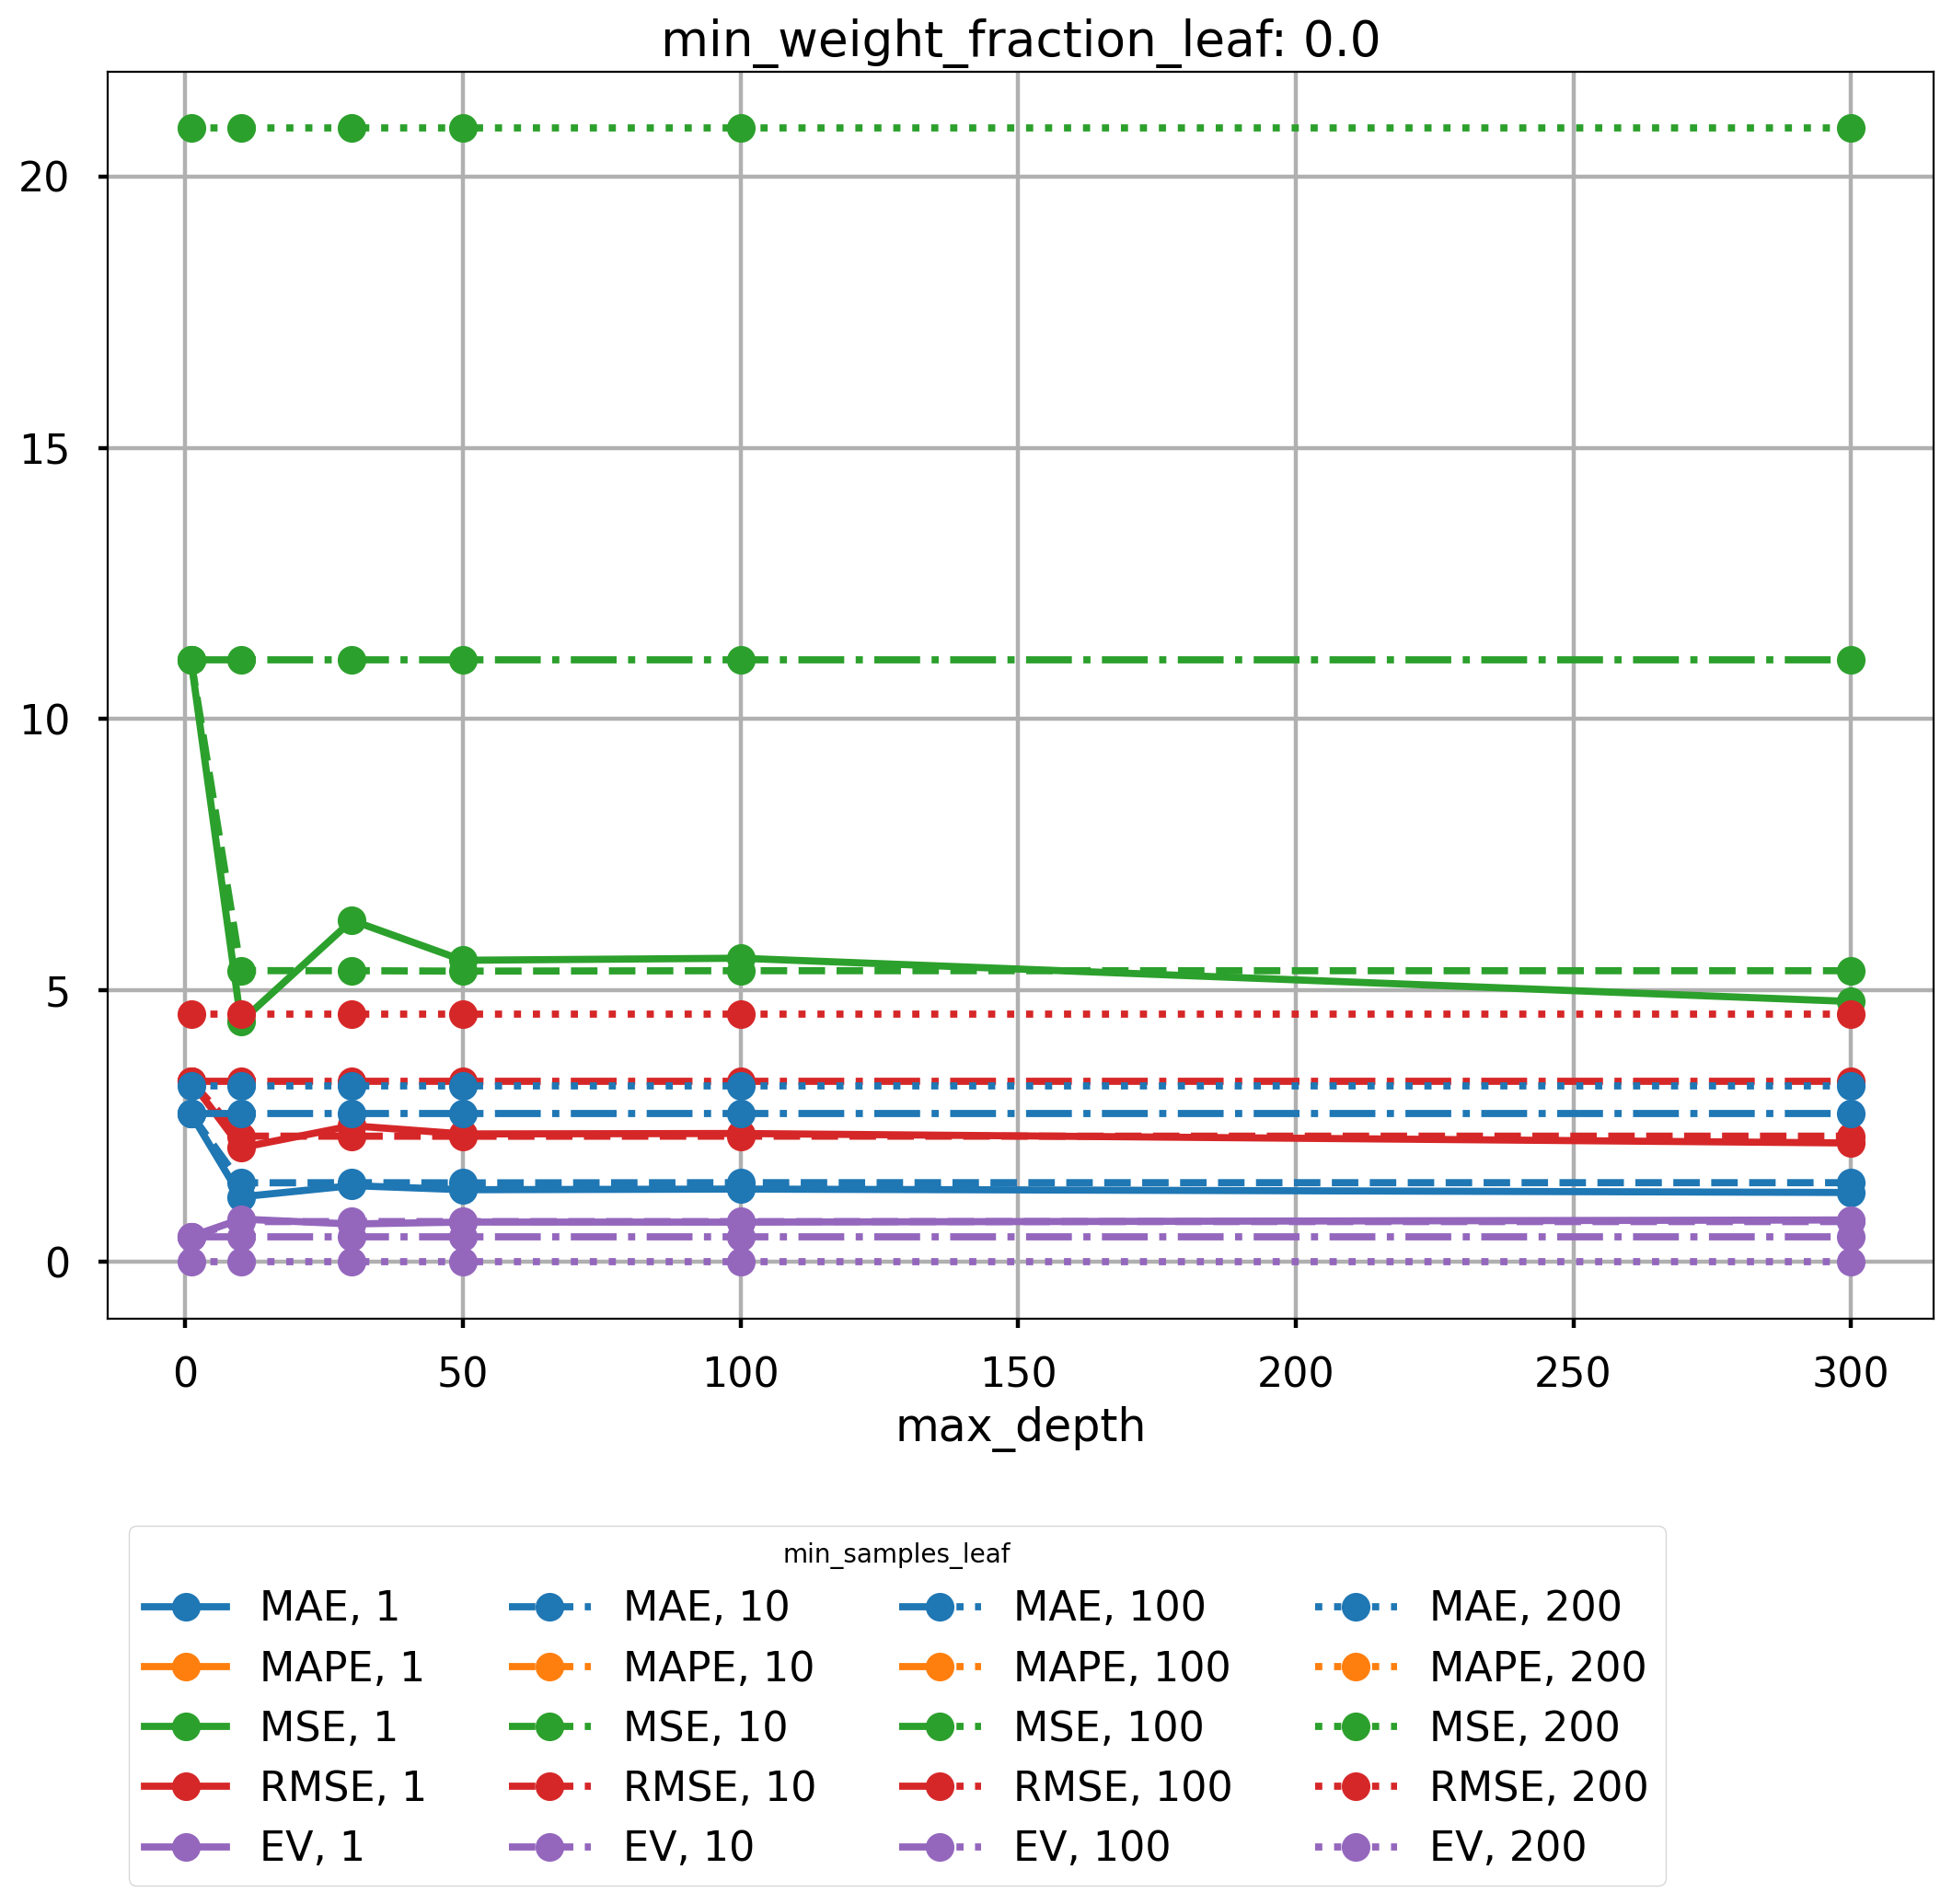 min_weight_fraction_leaf: 0.0
20
15
10
5
0
0 50 100 150 200 250 300
max_depth
min_samples_leaf
MAE, 1 MAE, 10 MAE, 100 MAE, 200
MAPE, 1 MAPE, 10 MAPE, 100 MAPE, 200
MSE, 1 MSE, 10 MSE, 100 MSE, 200
RMSE, 1 RMSE, 10 RMSE, 100 RMSE, 200
EV, 1 EV, 10 EV, 100 EV, 200